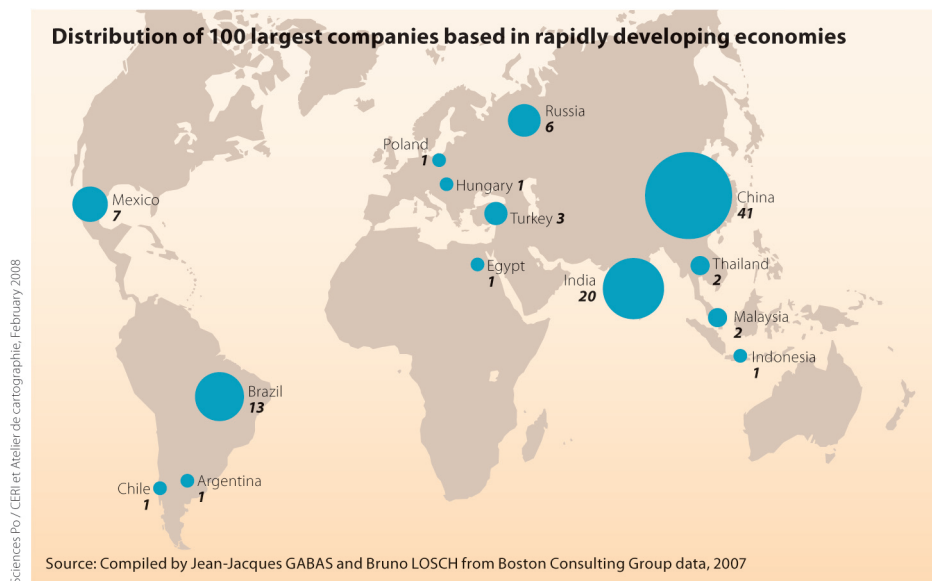 Distribution of 100 largest companies based in rapidly developing economies
Russia
6
Poland
1
Hungary 1
Mexico
7
Turkey 3
China
41
Egypt
1
India
20
Thailand
2
Malaysia
2
Indonesia
1
Brazil
13
Chile
1
Argentina
1
Source: Compiled by Jean-Jacques GABAS and Bruno LOSCH from Boston Consulting Group data, 2007
Sciences Po / CERI et Atelier de cartographie, February 2008